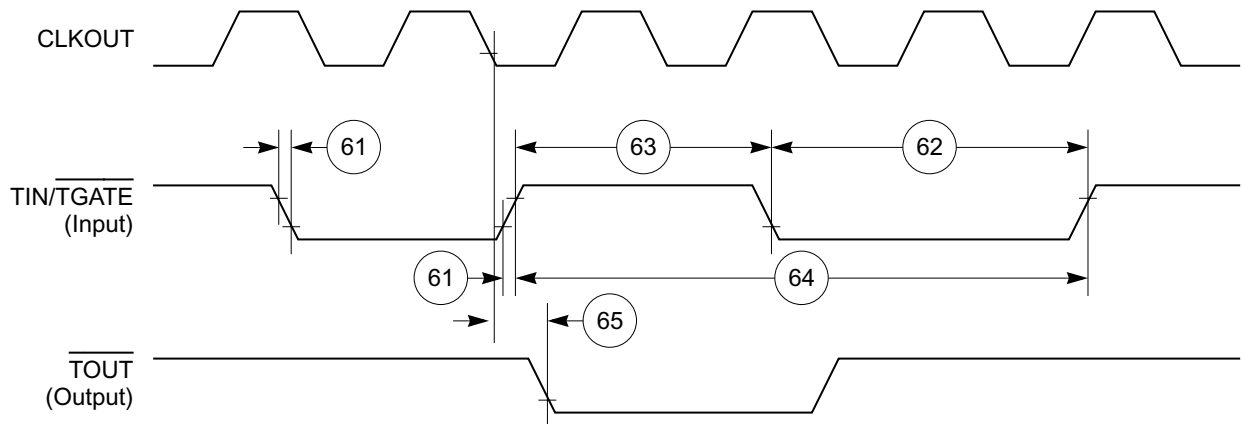 CLKOUT
61
63
62
TIN/TGATE
(Input)
61
64
65
TOUT
(Output)